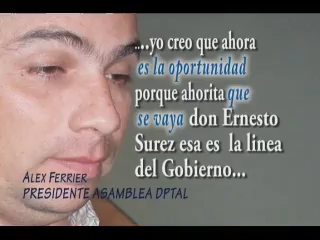 ....yo creo que ahora
es la oportunidad
porque ahorita que
se vaya don Ernesto
Surez esa es la linea
del Gobierno...
ALEX FERRIER
PRESIDENTE ASAMBLEA DPTAL